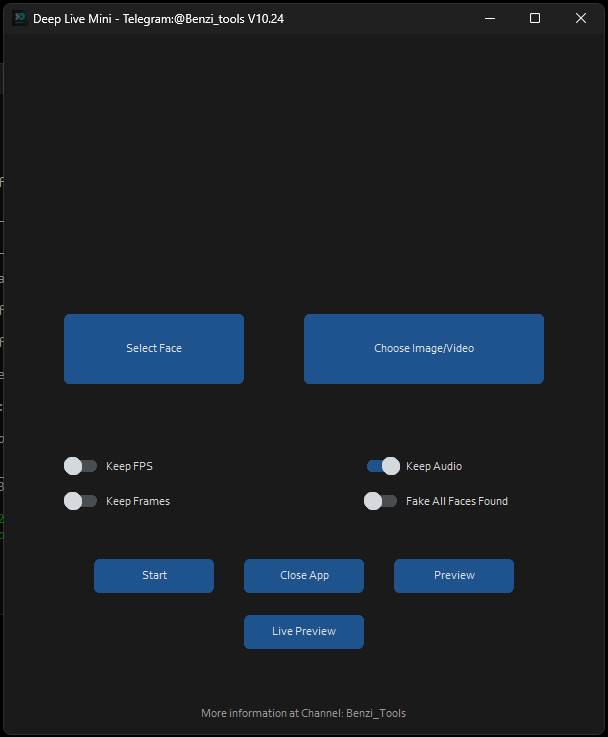 Deep Live Mini - Telegram:@Benzi_tools V10.24
Select Face
Choose Image/Video
Keep FPS
Keep Audio
Keep Frames
Fake All Faces Found
Start
Close App
Preview
Live Preview
More information at Channel: Benzi_Tools